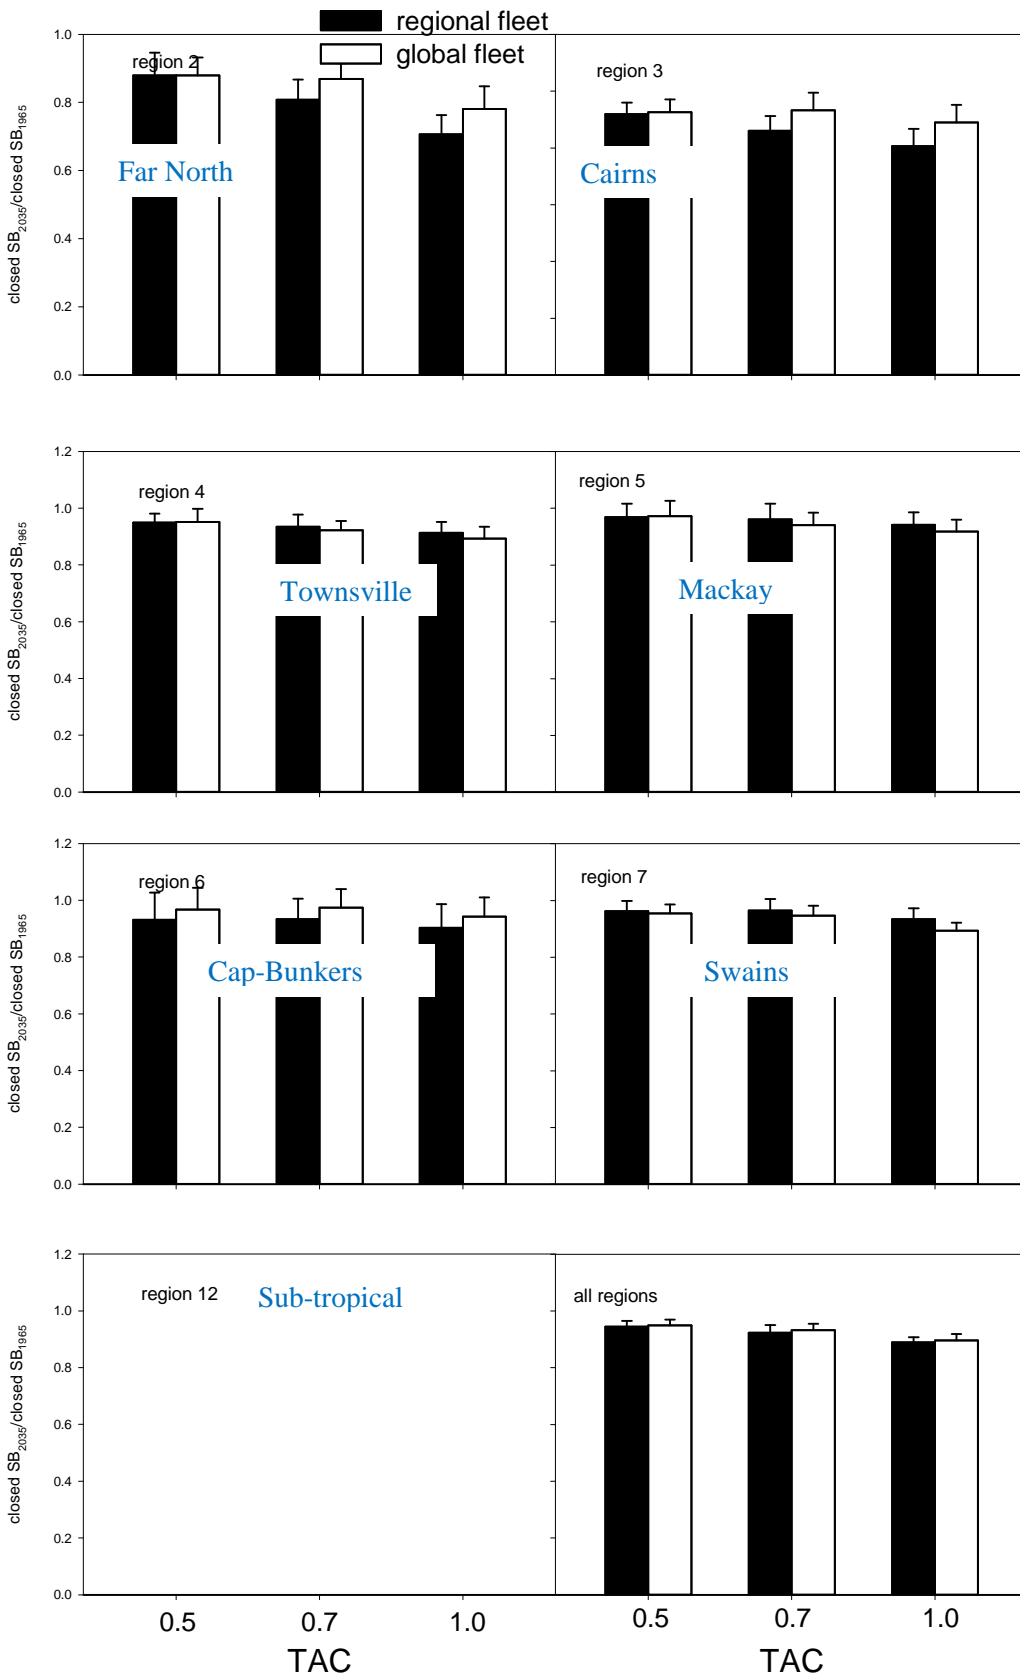 regional fleet
global fleet
closed SB2035/closed SB1965
1.0
0.8
0.6
0.4
0.2
0.0
region 2
Far North
region 3
Cairns
closed SB2035/closed SB1965
1.2
1.0
0.8
0.6
0.4
0.2
0.0
region 4
Townsville
region 5
Mackay
closed SB2035/closed SB1965
1.2
1.0
0.8
0.6
0.4
0.2
0.0
region 6
Cap-Bunkers
region 7
Swains
closed SB2035/closed SB1965
1.2
1.0
0.8
0.6
0.4
0.2
0.0
region 12
Sub-tropical
all regions
0.5 0.7 1.0
TAC
0.5 0.7 1.0
TAC